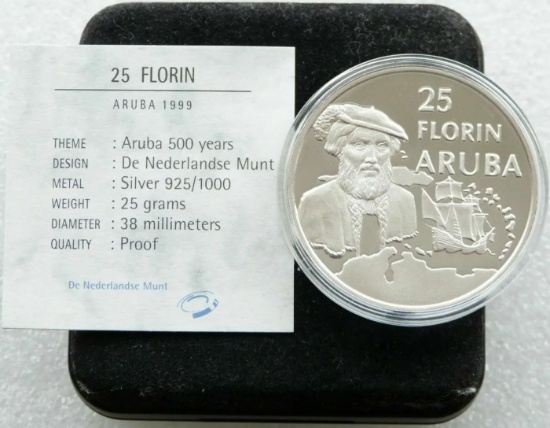 25 FLORIN
ARUBA 1999
THEME : Aruba 500 years
DESIGN : De Nederlandse Munt
METAL : Silver 925/1000
WEIGHT : 25 grams
DIAMETER : 38 millimeters
QUALITY : Proof
De Nederlandse Munt
25
FLORIN
ARUBA